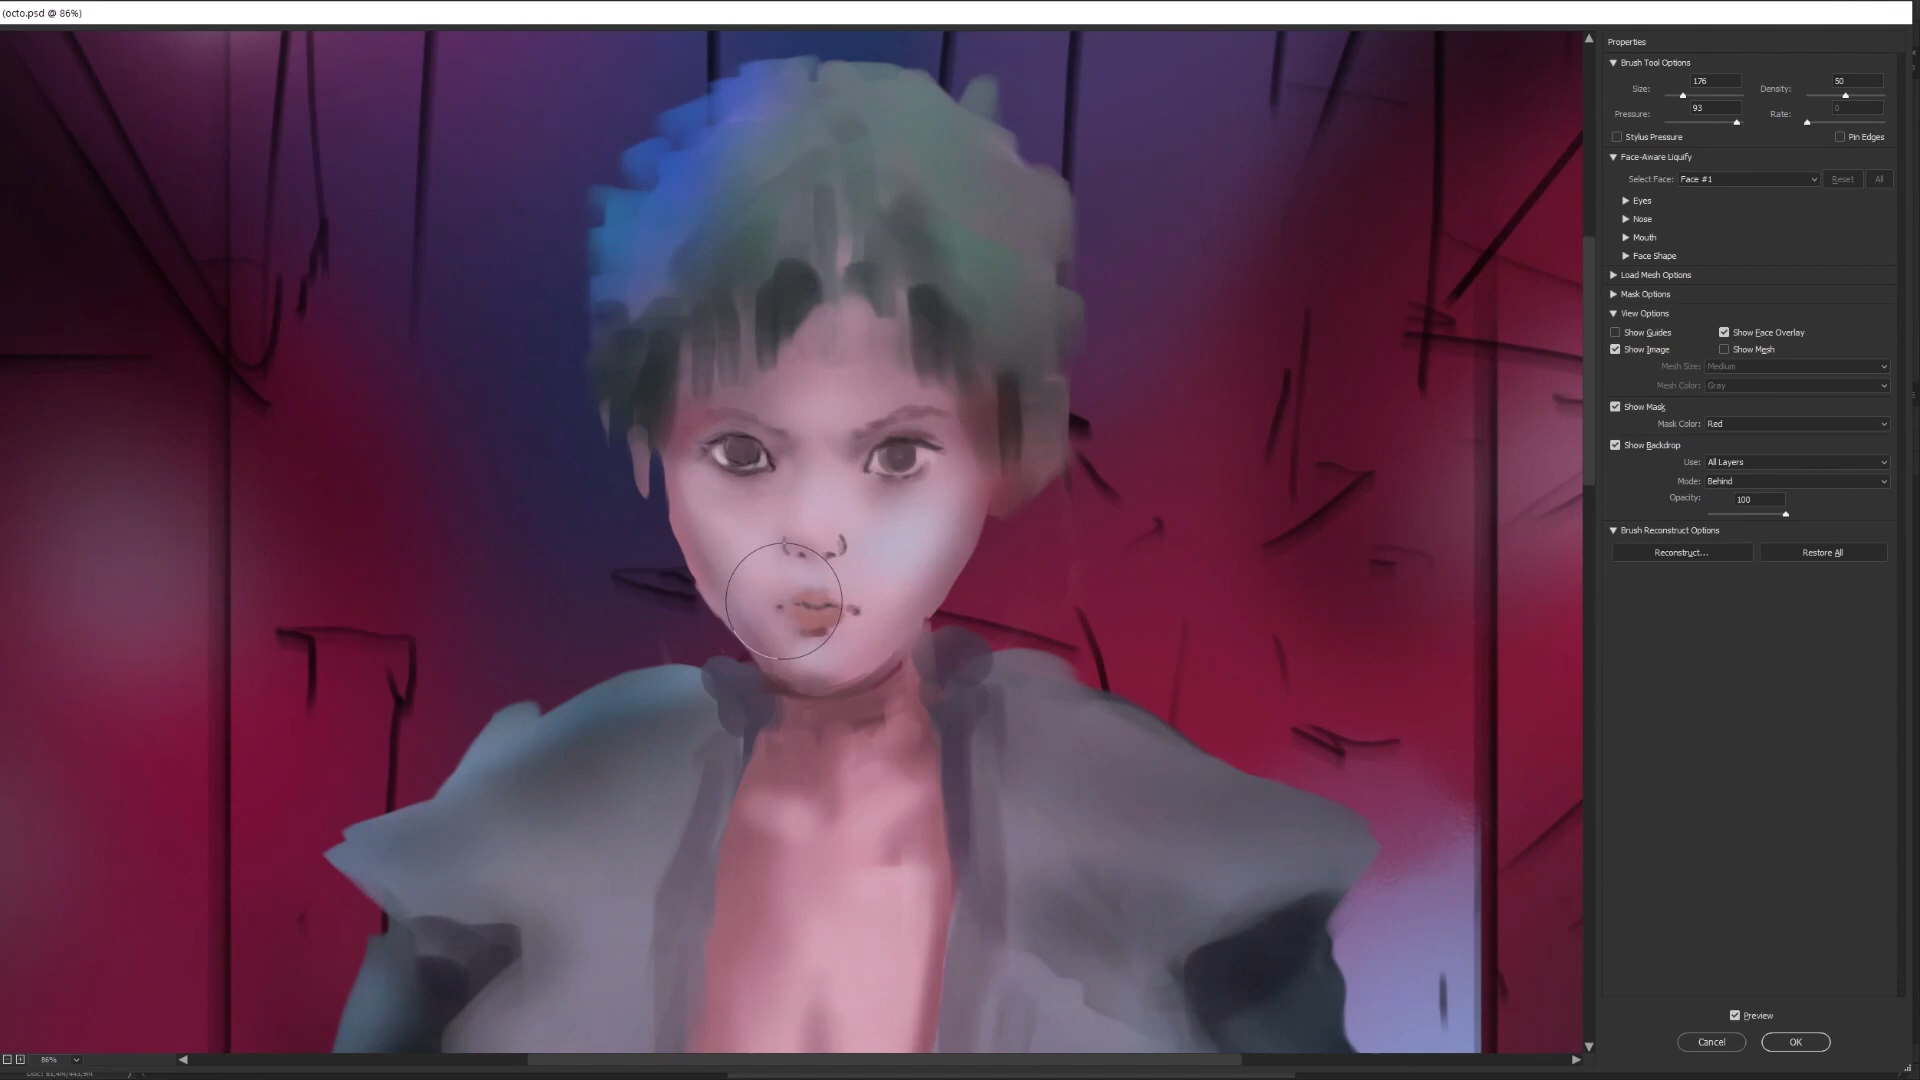 (octo.psd @ 86%)
Properties
Brush Tool Options
Size: 176 Density: 50
Pressure: 93 Rate: 0
Stylus Pressure Pin Edges
Face-Aware Liquify
Select Face: Face #1 Reset All
Eyes
Nose
Mouth
Face Shape
Load Mesh Options
Mask Options
View Options
Show Guides Show Face Overlay
Show Image Show Mesh
Mesh Size: Medium
Mesh Color: Gray
Show Mask
Mask Color: Red
Show Backdrop
Use: All Layers
Mode: Behind
Opacity: 100
Brush Reconstruct Options
Reconstruct... Restore All
Preview
Cancel OK
86%